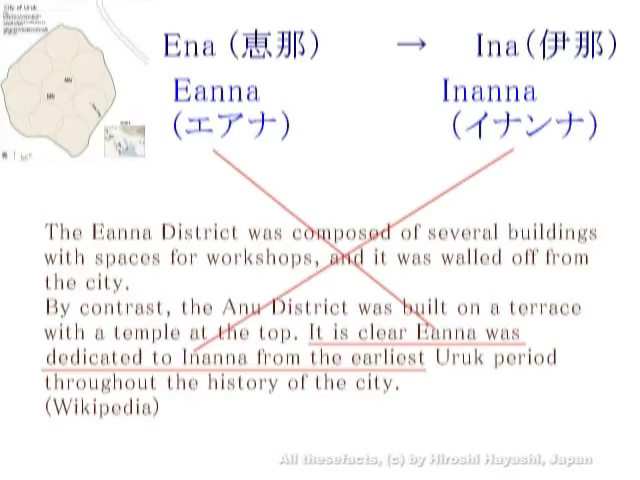 City of Uruk
Ena（恵那） → Ina（伊那）
Eanna Inanna
（エアナ） （イナンナ）
The Eanna District was composed of several buildings
with spaces for workshops, and it was walled off from
the city.
By contrast, the Anu District was built on a terrace
with a temple at the top. It is clear Eanna was
dedicated to Inanna from the earliest Uruk period
throughout the history of the city.
(Wikipedia)
All thesefacts, (c) by Hiroshi Hayashi, Japan